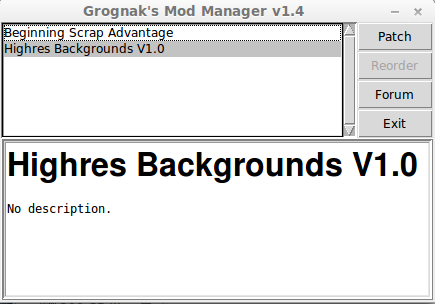 Grognak's Mod Manager v1.4
Beginning Scrap Advantage
Highres Backgrounds V1.0
Patch
Reorder
Forum
Exit
Highres Backgrounds V1.0
No description.